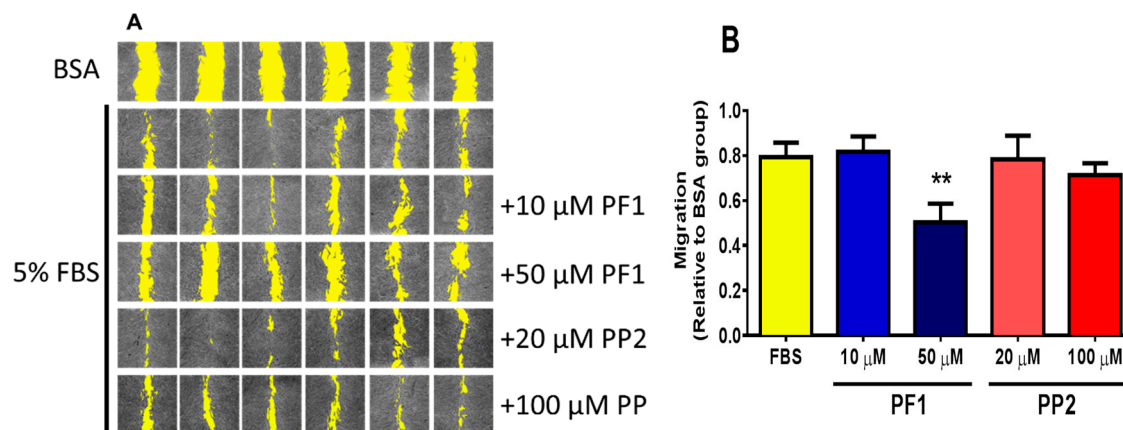 A
BSA
5% FBS
+10 µM PF1
+50 µM PF1
+20 µM PP2
+100 µM PP
B
Migration
(Relative to BSA group)
1.0
0.8
0.6
0.4
0.2
0.0
**
FBS
10 µM
50 µM
20 µM
100 µM
PF1
PP2